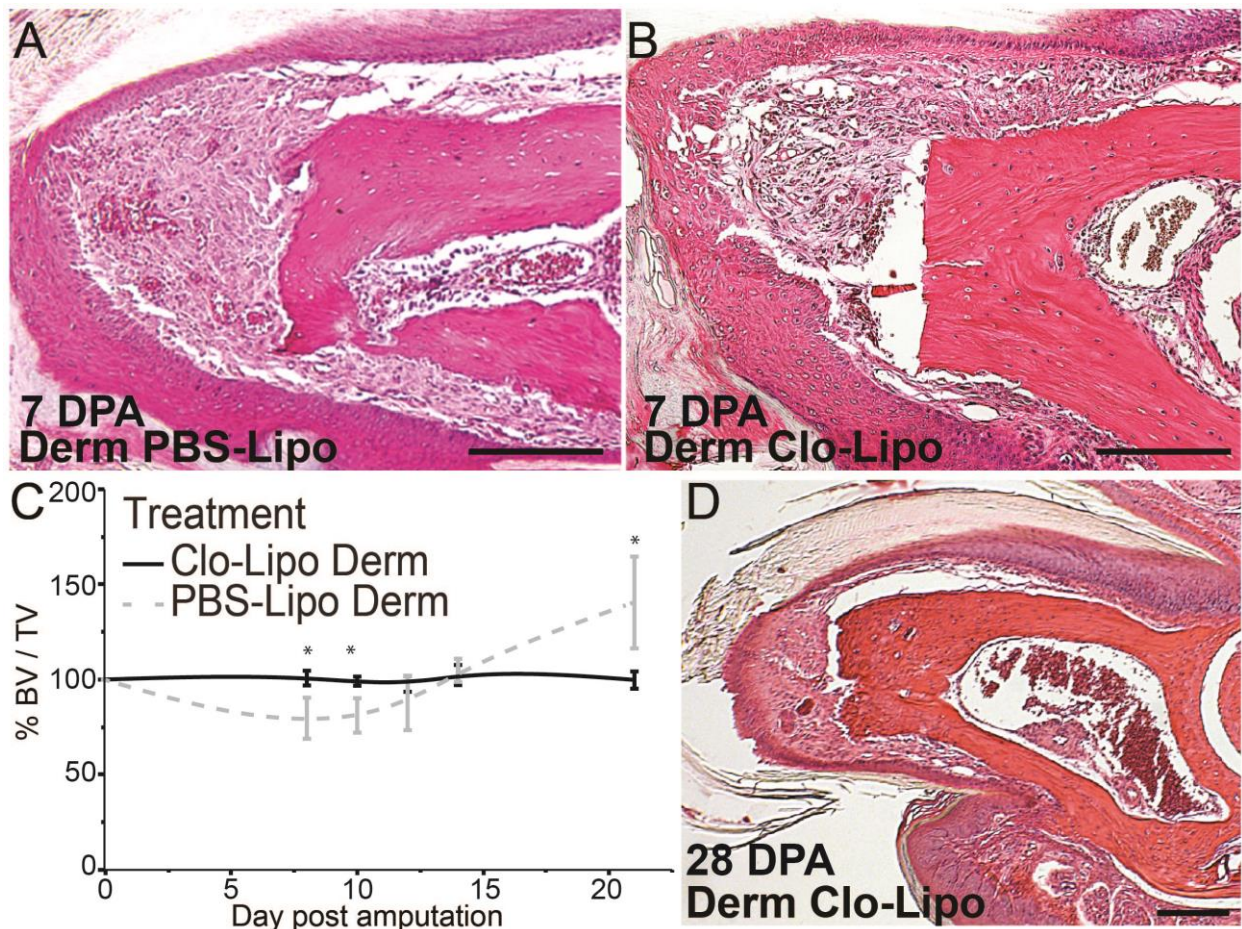 A
7 DPA
Derm PBS-Lipo
B
7 DPA
Derm Clo-Lipo
C
200
150
100
50
0
% BV / TV
Treatment
Clo-Lipo Derm
PBS-Lipo Derm
*
*
*
0
5
10
15
20
Day post amputation
D
28 DPA
Derm Clo-Lipo